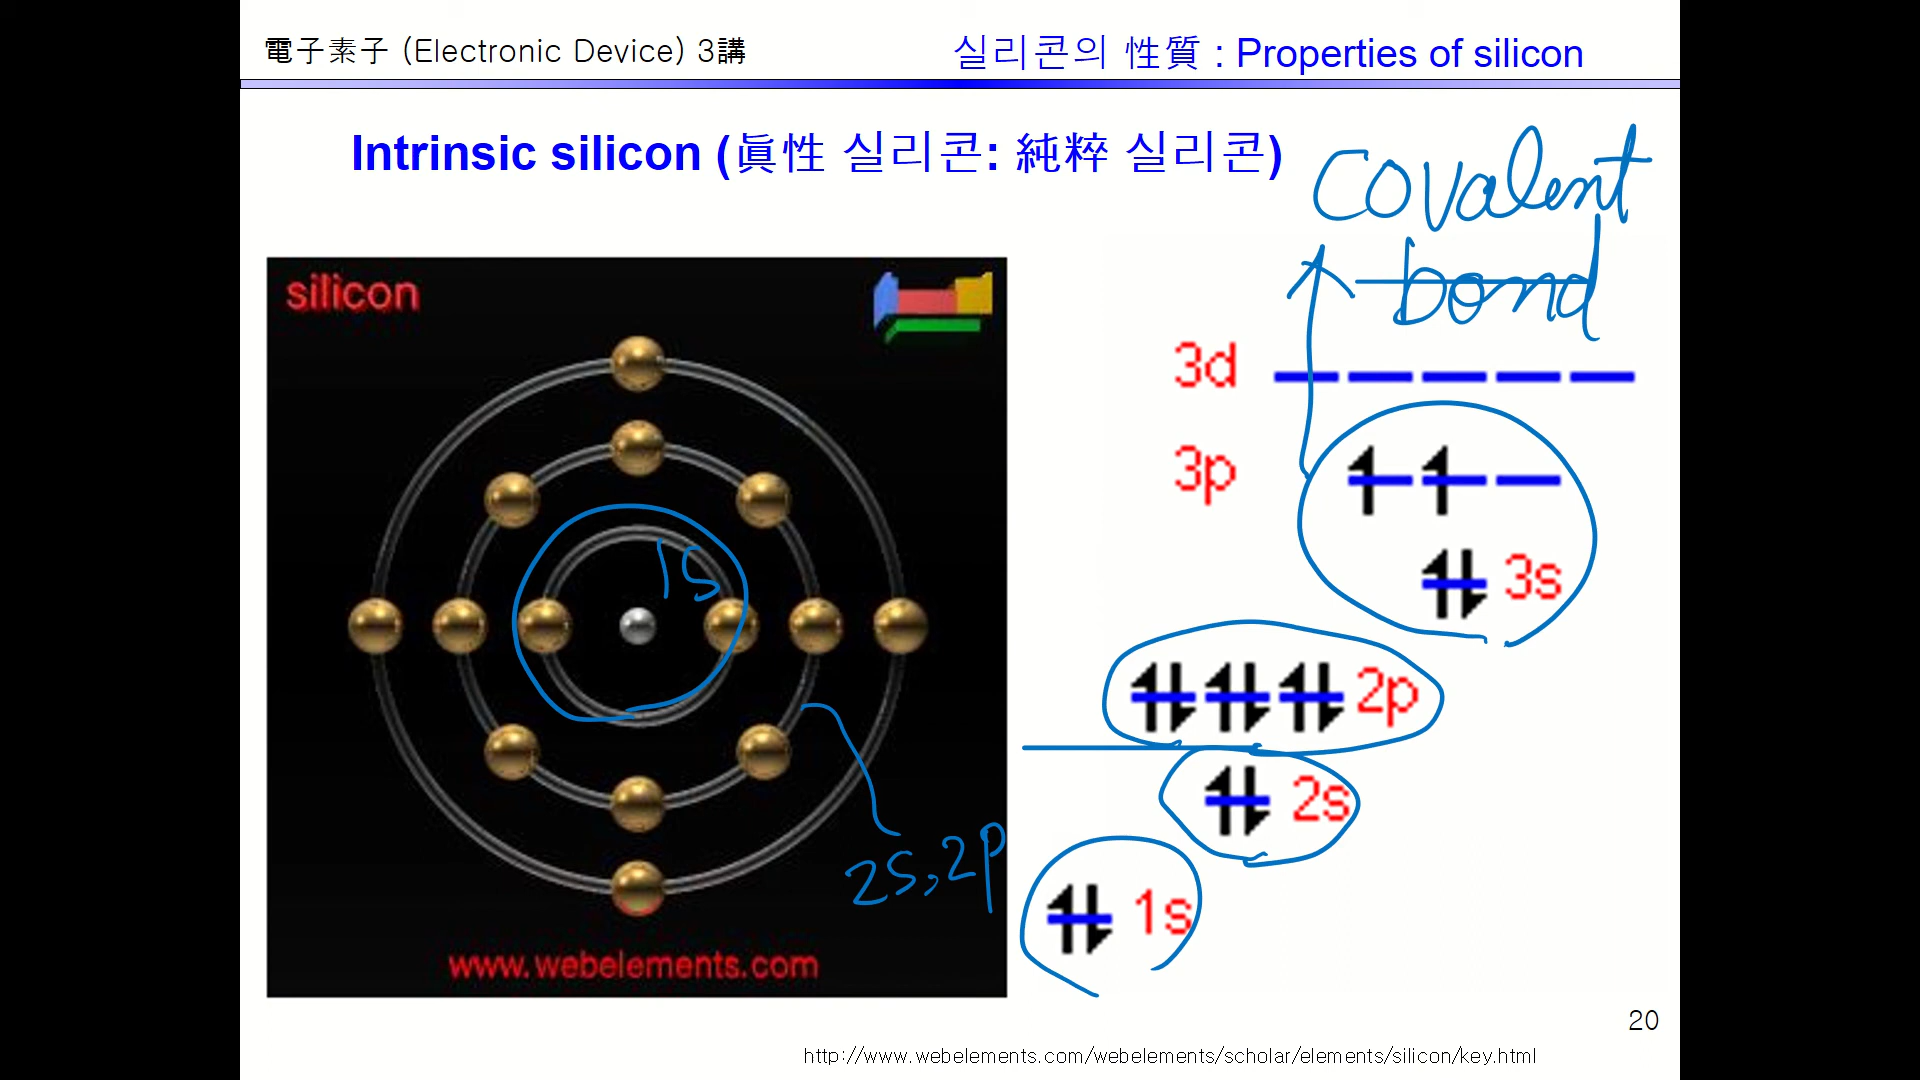 電子素子 (Electronic Device) 3講
실리콘의 性質 : Properties of silicon
Intrinsic silicon (眞性 실리콘: 純粹 실리콘)
covalent
bond
silicon
1s
2s,2p
www.webelements.com
3d
3p
3s
2p
2s
1s
20
http://www.webelements.com/webelements/scholar/elements/silicon/key.html